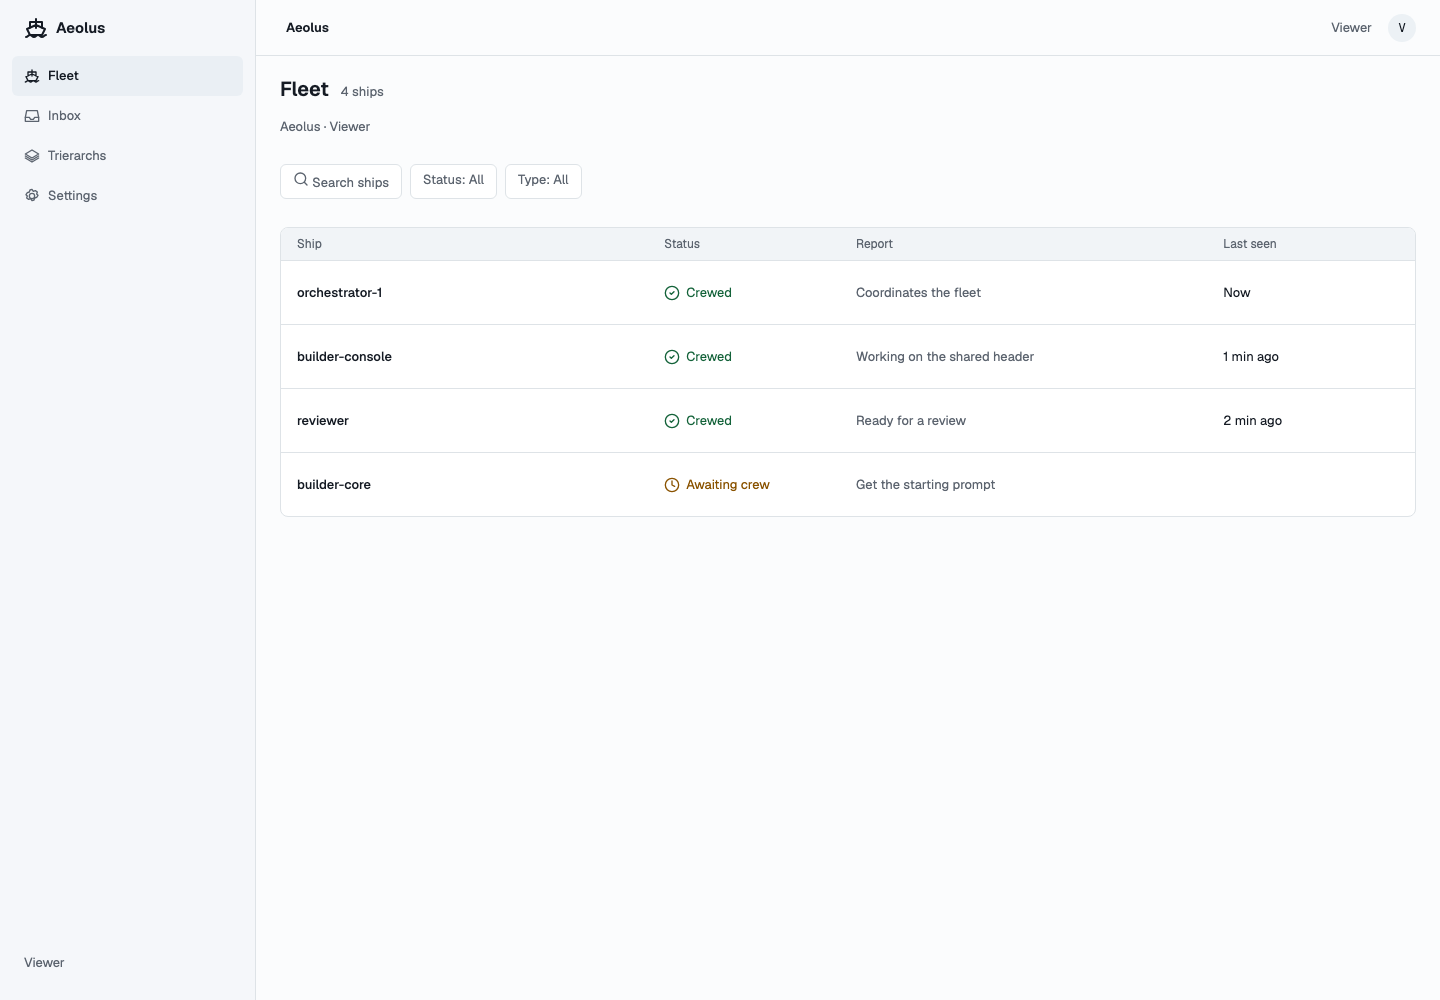 Aeolus
Fleet
Inbox
Trierarchs
Settings
Viewer
Aeolus
Viewer V
Fleet 4 ships
Aeolus · Viewer
Search ships Status: All Type: All
Ship Status Report Last seen
orchestrator-1 Crewed Coordinates the fleet Now
builder-console Crewed Working on the shared header 1 min ago
reviewer Crewed Ready for a review 2 min ago
builder-core Awaiting crew Get the starting prompt